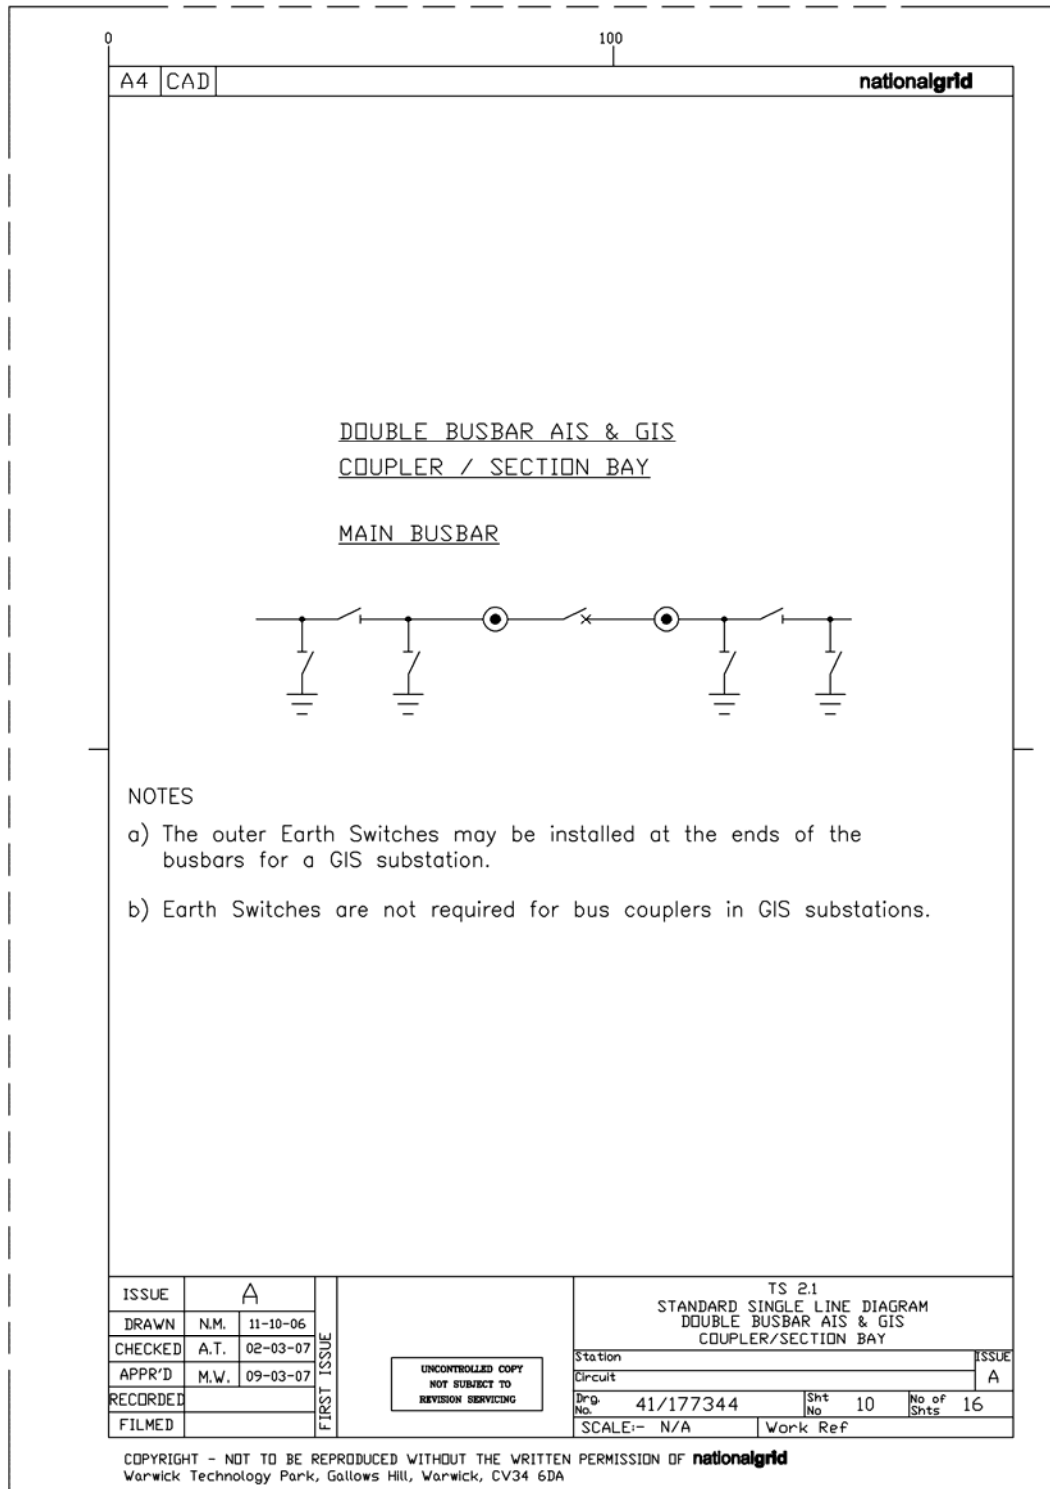 0
100
A4 CAD
nationalgrid
DOUBLE BUSBAR AIS & GIS
COUPLER / SECTION BAY
MAIN BUSBAR
NOTES
a) The outer Earth Switches may be installed at the ends of the
busbars for a GIS substation.
b) Earth Switches are not required for bus couplers in GIS substations.
ISSUE A
DRAWN N.M. 11-10-06
CHECKED A.T. 02-03-07
APPR'D M.W. 09-03-07
RECORDED
FILMED
FIRST ISSUE
UNCONTROLLED COPY
NOT SUBJECT TO
REVISION SERVICING
TS 2.1
STANDARD SINGLE LINE DIAGRAM
DOUBLE BUSBAR AIS & GIS
COUPLER/SECTION BAY
Station
ISSUE
Circuit
A
Drg. No. 41/177344 Sht No 10 No of Shts 16
SCALE:- N/A Work Ref
COPYRIGHT - NOT TO BE REPRODUCED WITHOUT THE WRITTEN PERMISSION OF nationalgrid
Warwick Technology Park, Gallows Hill, Warwick, CV34 6DA